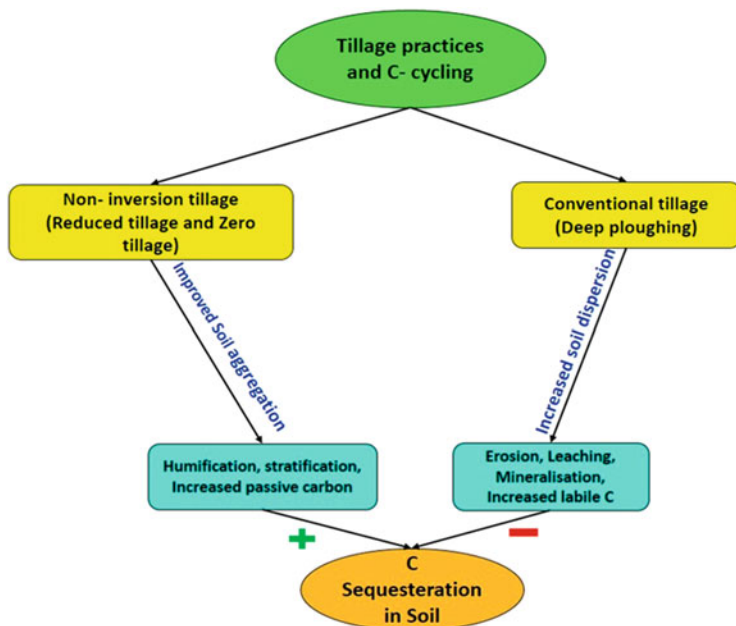 Tillage practices
and C- cycling
Non- inversion tillage
(Reduced tillage and Zero
tillage)
Conventional tillage
(Deep ploughing)
Improved Soil aggregation
Increased soil dispersion
Humification, stratification,
Increased passive carbon
Erosion, Leaching,
Mineralisation,
Increased labile C
+
−
C
Sequesteration
in Soil